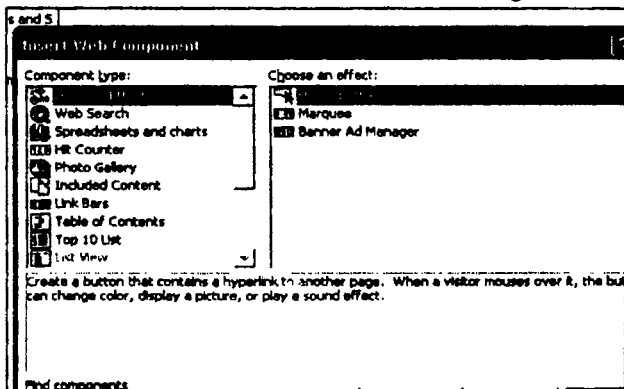 s and S
Insert Web Component
Component type:
Choose an effect:
Web Search
Spreadsheets and charts
Hit Counter
Photo Gallery
Included Content
Link Bars
Table of Contents
Top 10 List
List View
Marquee
Banner Ad Manager
Create a button that contains a hyperlink to another page. When a visitor mouses over it, the but
can change color, display a picture, or play a sound effect.
Find components